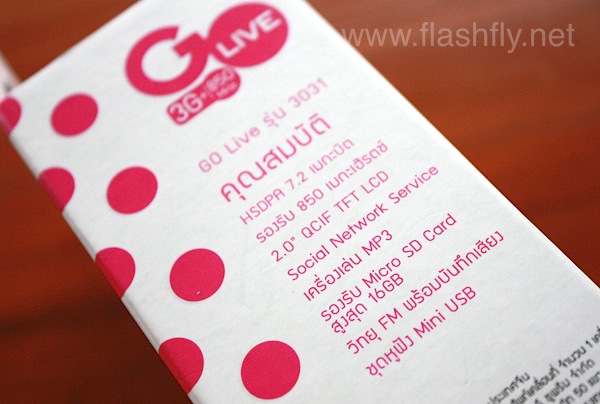 www.flashfly.net
GO
LIVE
3G+
850
GO Live รุ่น 3031
คุณสมบัติ
HSDPA 7.2 เมกะบิต
รองรับ 850 เมกะเฮิรตซ์
2.0" QCIF TFT LCD
Social Network Service
เครื่องเล่น MP3
รองรับ Micro SD Card
สูงสุด 16GB
วิทยุ FM พร้อมบันทึกเสียง
ชุดหูฟัง Mini USB